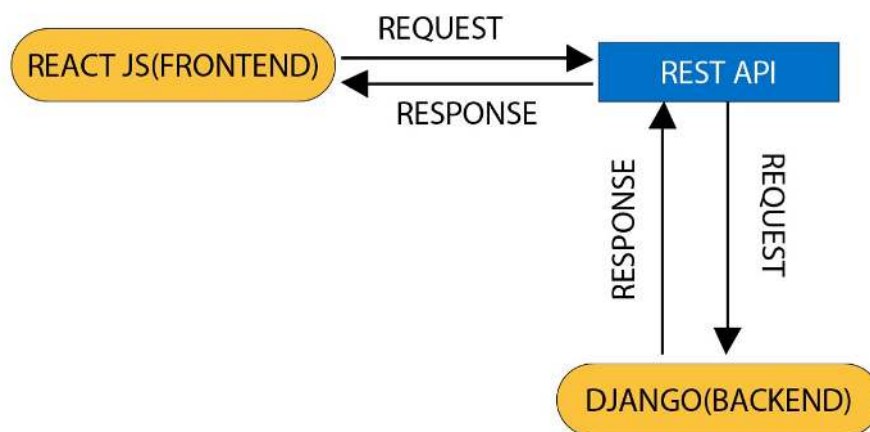 REQUEST
REACT JS(FRONTEND)
REST API
RESPONSE
RESPONSE
REQUEST
DJANGO(BACKEND)